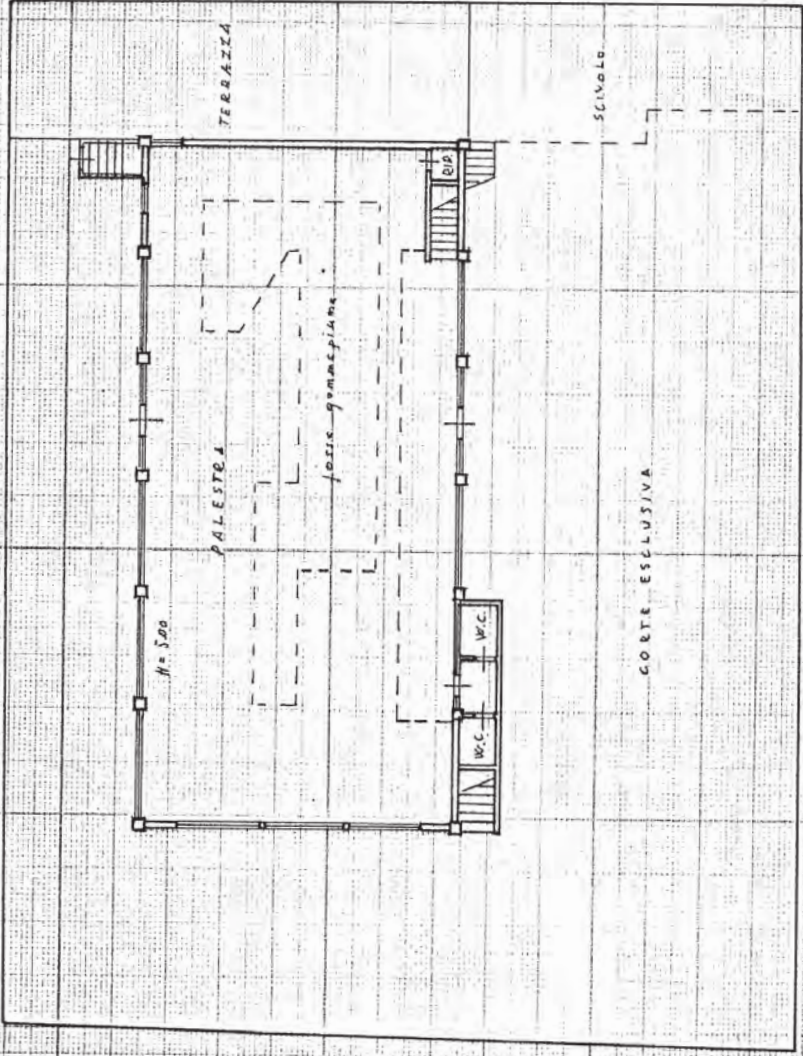 TERRAZZA
SCIVOLO
RIP.
PALESTRA
fosse gommapiuma
H = 5,00
W.C.
W.C.
CORTE ESCLUSIVA